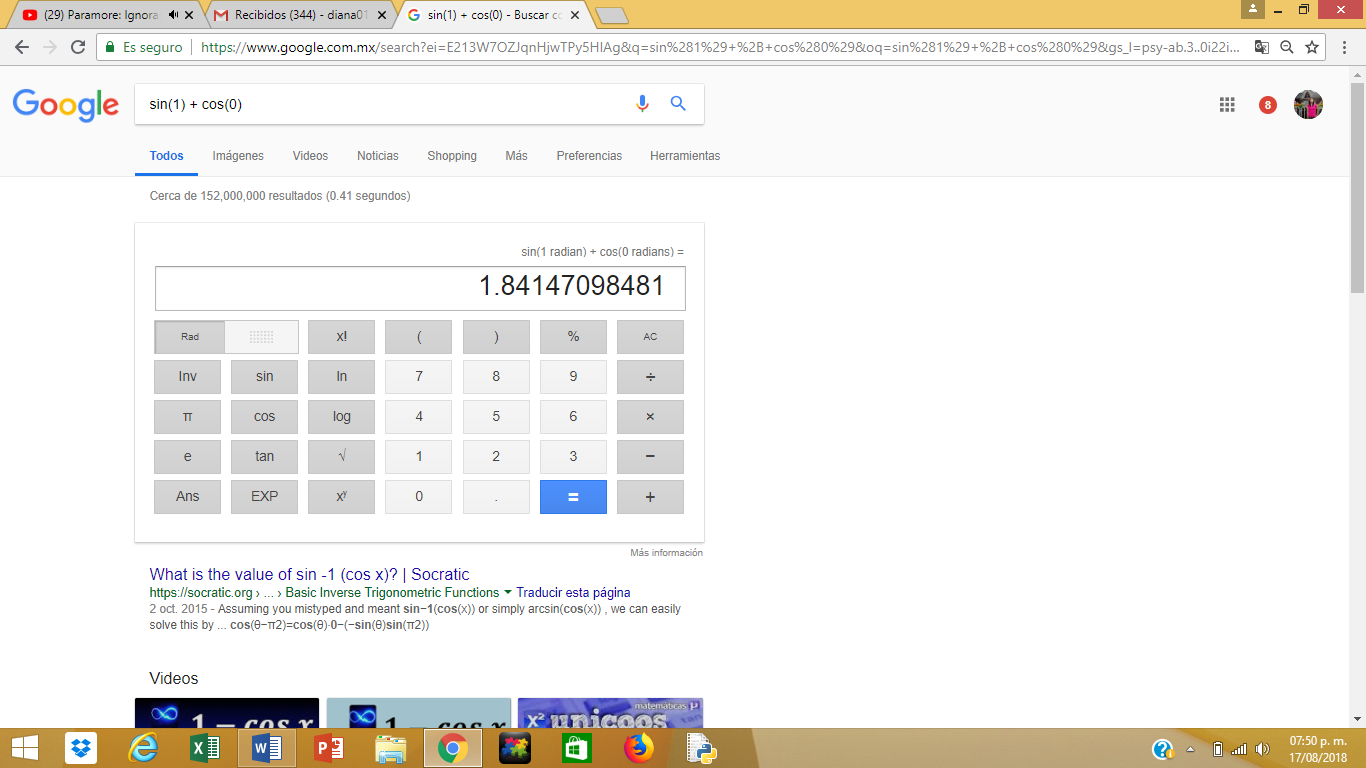 (29) Paramore: Ignora
Recibidos (344) - diana01
sin(1) + cos(0) - Buscar co
Es seguro
https://www.google.com.mx/search?ei=E213W7OZJqnHjwTPy5HIAg&q=sin%281%29+%2B+cos%280%29&oq=sin%281%29+%2B+cos%280%29&gs_l=psy-ab.3..0i22i...
Google
sin(1) + cos(0)
8
Todos Imágenes Videos Noticias Shopping Más Preferencias Herramientas
Cerca de 152,000,000 resultados (0.41 segundos)
sin(1 radian) + cos(0 radians) =
1.84147098481
Rad x! ( ) % AC
Inv sin ln 7 8 9 ÷
π cos log 4 5 6 ×
e tan √ 1 2 3 −
Ans EXP xʸ 0 . = +
Más información
What is the value of sin -1 (cos x)? | Socratic
https://socratic.org › ... › Basic Inverse Trigonometric Functions Traducir esta página
2 oct. 2015 - Assuming you mistyped and meant sin−1(cos(x)) or simply arcsin(cos(x)) , we can easily
solve this by ... cos(θ−π2)=cos(θ)⋅0−(−sin(θ)sin(π2))
Videos
1 − cos x
1 − cos x
matemáticas
x² unicoos
07:50 p. m.
17/08/2018